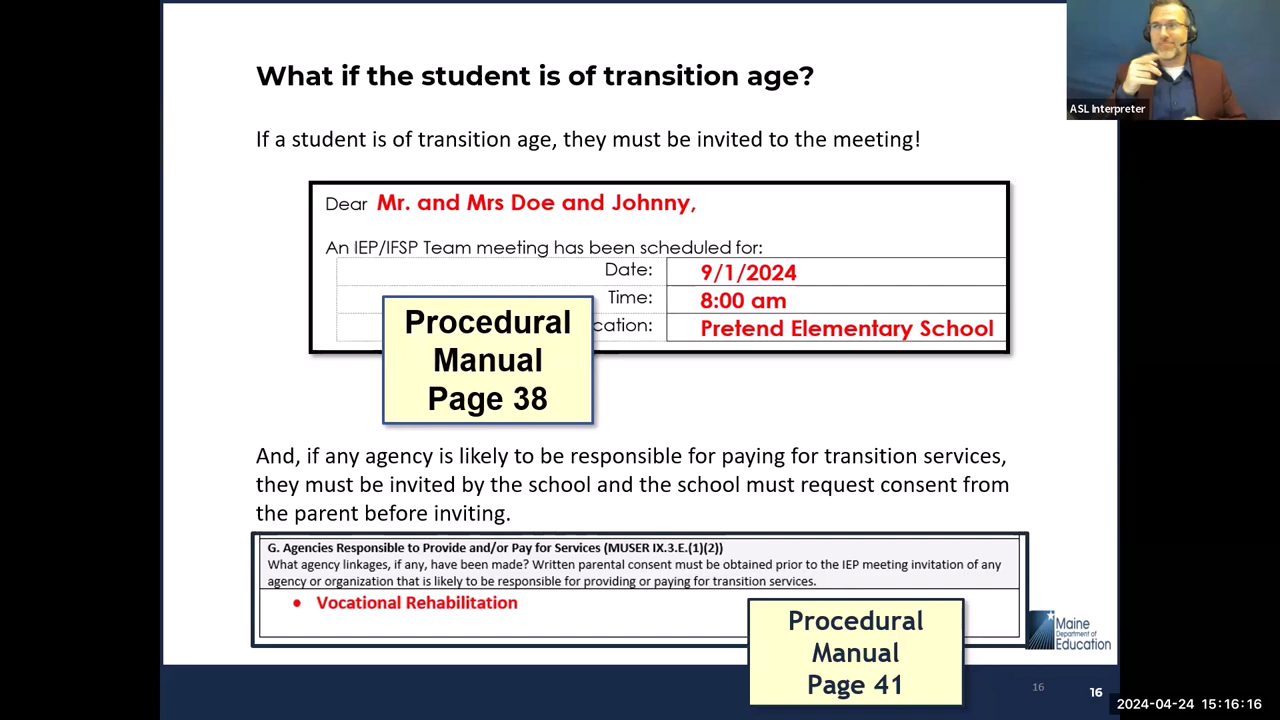 What if the student is of transition age?
ASL Interpreter
If a student is of transition age, they must be invited to the meeting!
Dear Mr. and Mrs Doe and Johnny,
An IEP/IFSP Team meeting has been scheduled for:
Date: 9/1/2024
Time: 8:00 am
cation: Pretend Elementary School
Procedural
Manual
Page 38
And, if any agency is likely to be responsible for paying for transition services,
they must be invited by the school and the school must request consent from
the parent before inviting.
G. Agencies Responsible to Provide and/or Pay for Services (MUSER IX.3.E.(1)(2))
What agency linkages, if any, have been made? Written parental consent must be obtained prior to the IEP meeting invitation of any
agency or organization that is likely to be responsible for providing or paying for transition services.
• Vocational Rehabilitation
Procedural
Manual
Page 41
Maine
Department of
Education
16
16
2024-04-24 15:16:16